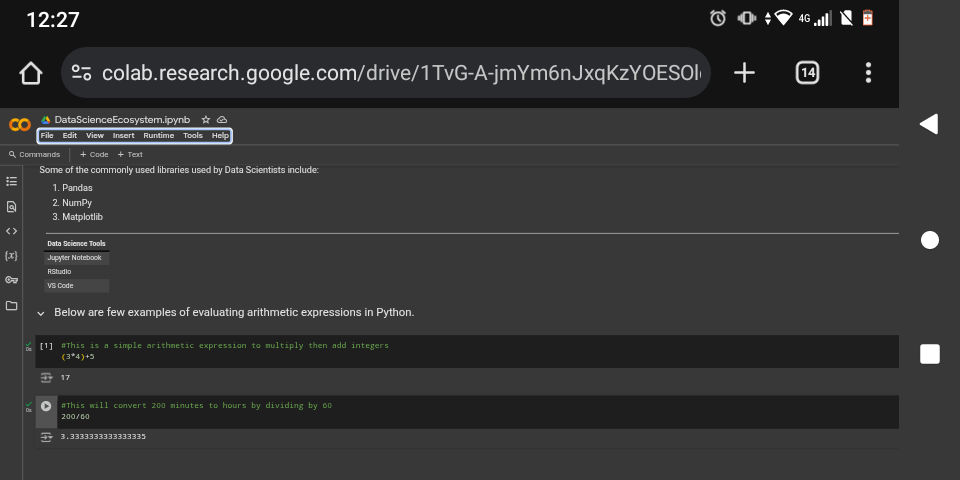 12:27
4G
colab.research.google.com/drive/1TvG-A-jmYm6nJxqKzYOESOl
14
DataScienceEcosystem.ipynb
File Edit View Insert Runtime Tools Help
Commands + Code + Text
Some of the commonly used libraries used by Data Scientists include:
1. Pandas
2. NumPy
3. Matplotlib
Data Science Tools
Jupyter Notebook
RStudio
VS Code
Below are few examples of evaluating arithmetic expressions in Python.
[1] #This is a simple arithmetic expression to multiply then add integers
0s
(3*4)+5
17
#This will convert 200 minutes to hours by dividing by 60
0s
200/60
3.3333333333333335